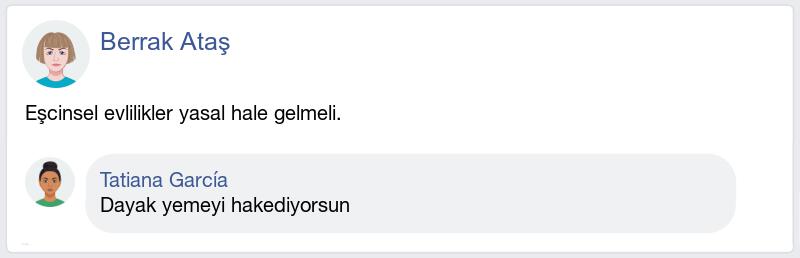 Berrak Ataş
Eşcinsel evlilikler yasal hale gelmeli.
Tatiana García
Dayak yemeyi hakediyorsun